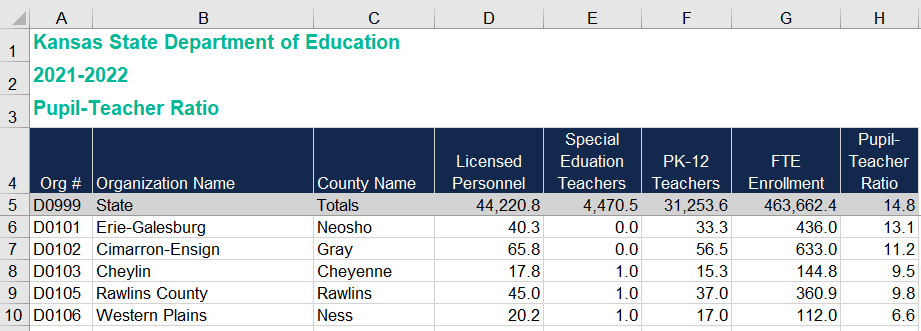 A B C D E F G H
1 Kansas State Department of Education
2 2021-2022
3 Pupil-Teacher Ratio
4 Org # Organization Name County Name Licensed Personnel Special Eduation Teachers PK-12 Teachers FTE Enrollment Pupil-Teacher Ratio
5 D0999 State Totals 44,220.8 4,470.5 31,253.6 463,662.4 14.8
6 D0101 Erie-Galesburg Neosho 40.3 0.0 33.3 436.0 13.1
7 D0102 Cimarron-Ensign Gray 65.8 0.0 56.5 633.0 11.2
8 D0103 Cheylin Cheyenne 17.8 1.0 15.3 144.8 9.5
9 D0105 Rawlins County Rawlins 45.0 1.0 37.0 360.9 9.8
10 D0106 Western Plains Ness 20.2 1.0 17.0 112.0 6.6